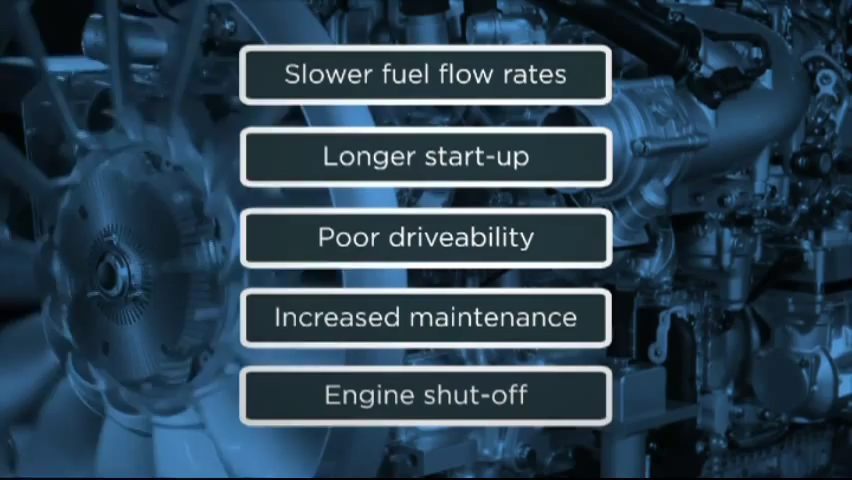 Slower fuel flow rates
Longer start-up
Poor driveability
Increased maintenance
Engine shut-off